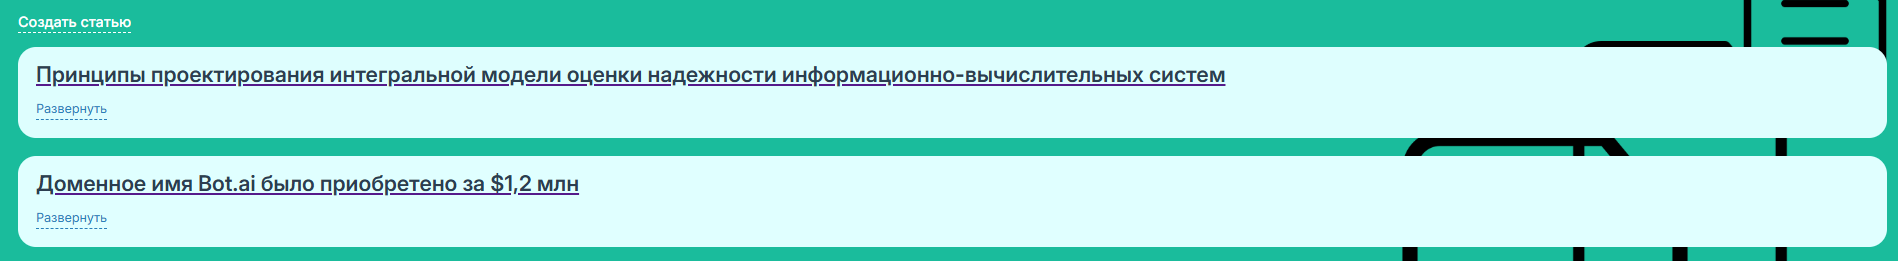 Создать статью
Принципы проектирования интегральной модели оценки надежности информационно-вычислительных систем
Развернуть
Доменное имя Bot.ai было приобретено за $1,2 млн
Развернуть